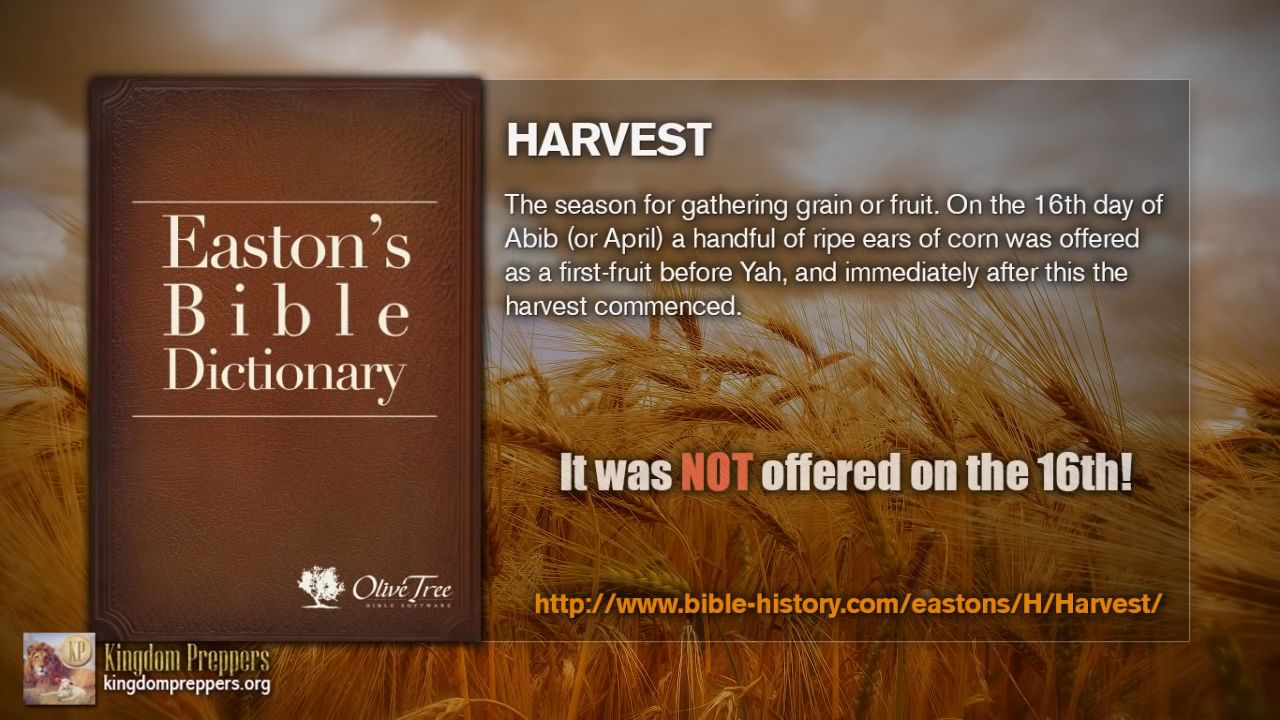 Easton's
Bible
Dictionary
Olive Tree
BIBLE SOFTWARE
HARVEST
The season for gathering grain or fruit. On the 16th day of
Abib (or April) a handful of ripe ears of corn was offered
as a first-fruit before Yah, and immediately after this the
harvest commenced.
It was NOT offered on the 16th!
http://www.bible-history.com/eastons/H/Harvest/
KP
Kingdom Preppers
kingdompreppers.org